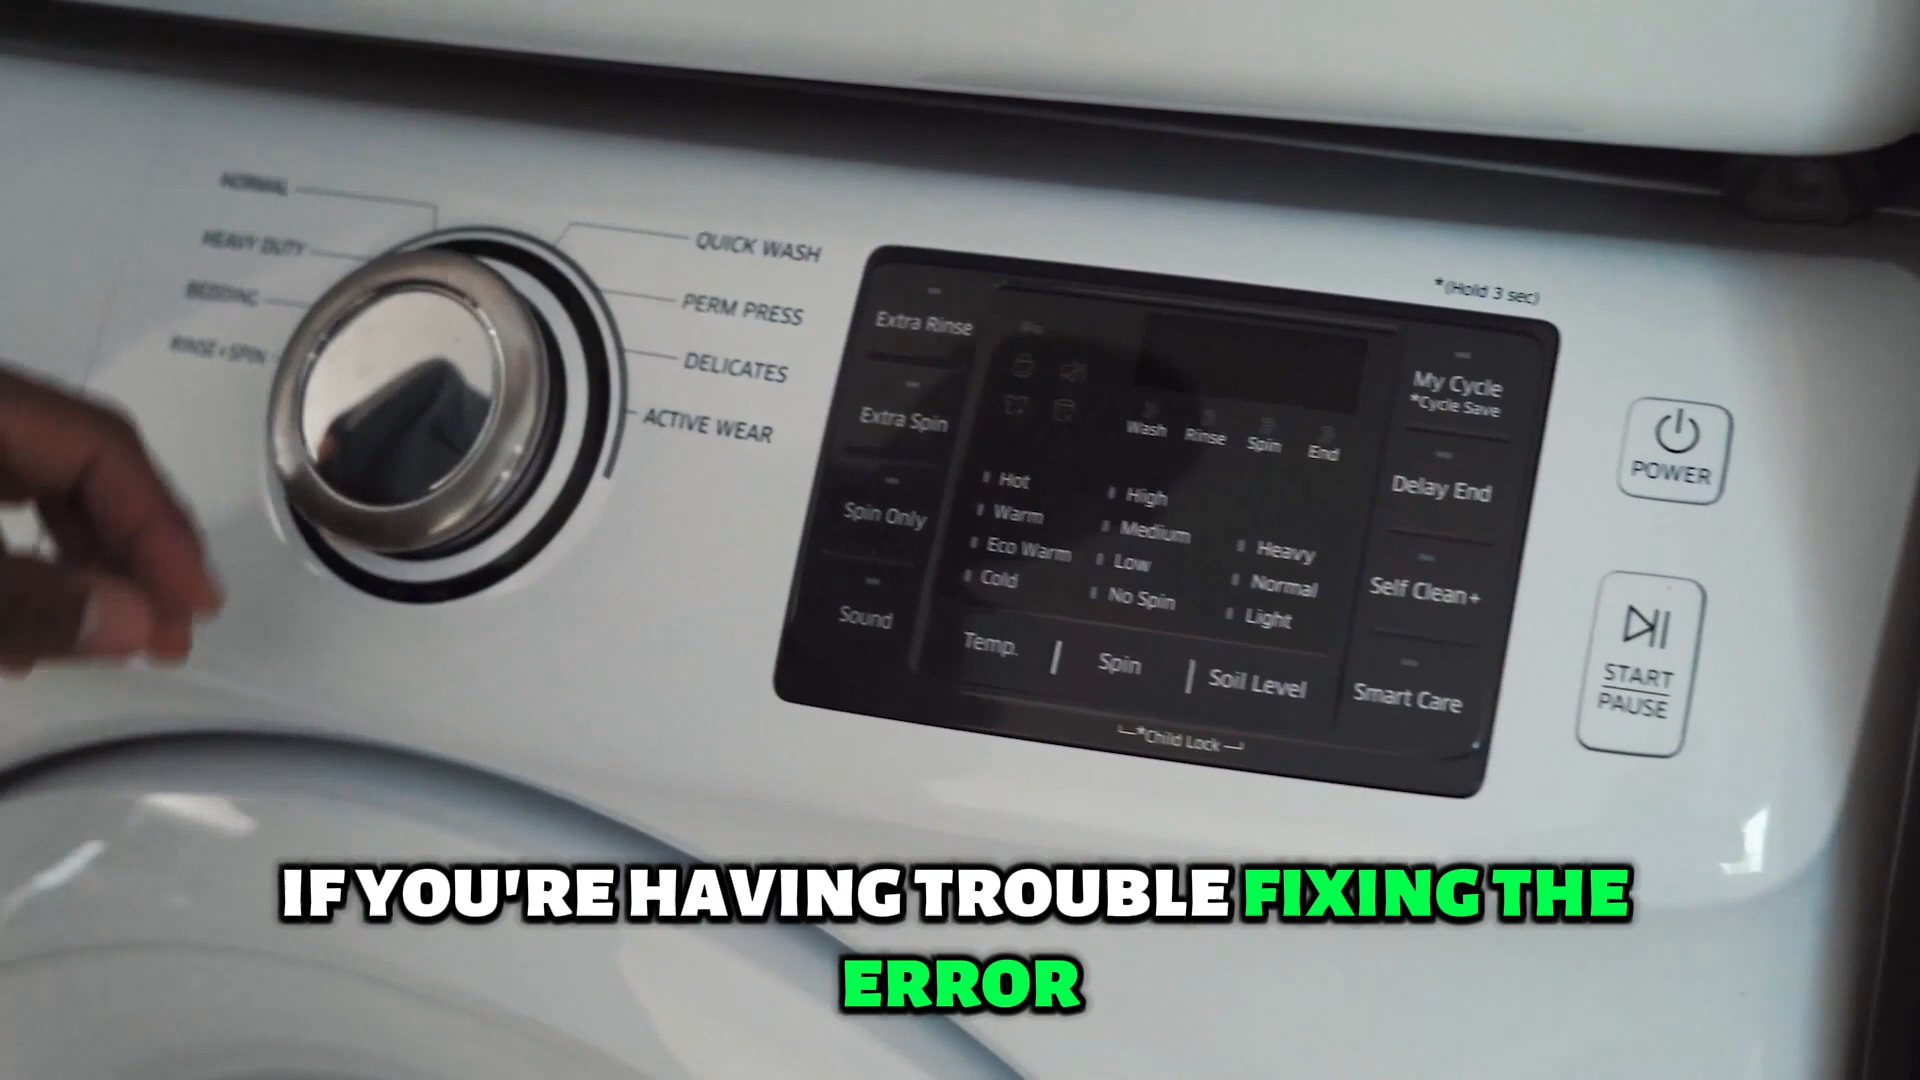 NORMAL
HEAVY DUTY
BEDDING
RINSE + SPIN
QUICK WASH
PERM PRESS
DELICATES
ACTIVE WEAR
Extra Rinse
Extra Spin
Spin Only
Sound
Wash Rinse Spin End
Hot
Warm
Eco Warm
Cold
High
Medium
Low
No Spin
Heavy
Normal
Light
Temp. | Spin | Soil Level
*Child Lock
*(Hold 3 sec)
My Cycle
*Cycle Save
Delay End
Self Clean+
Smart Care
POWER
START
PAUSE
IF YOU'RE HAVING TROUBLE FIXING THE
ERROR